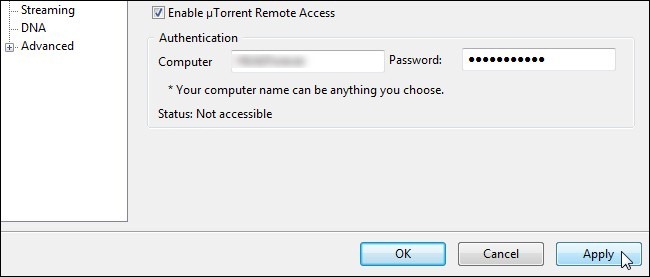 Streaming
DNA
Advanced
Enable µTorrent Remote Access
Authentication
Computer
Password:
* Your computer name can be anything you choose.
Status: Not accessible
OK
Cancel
Apply